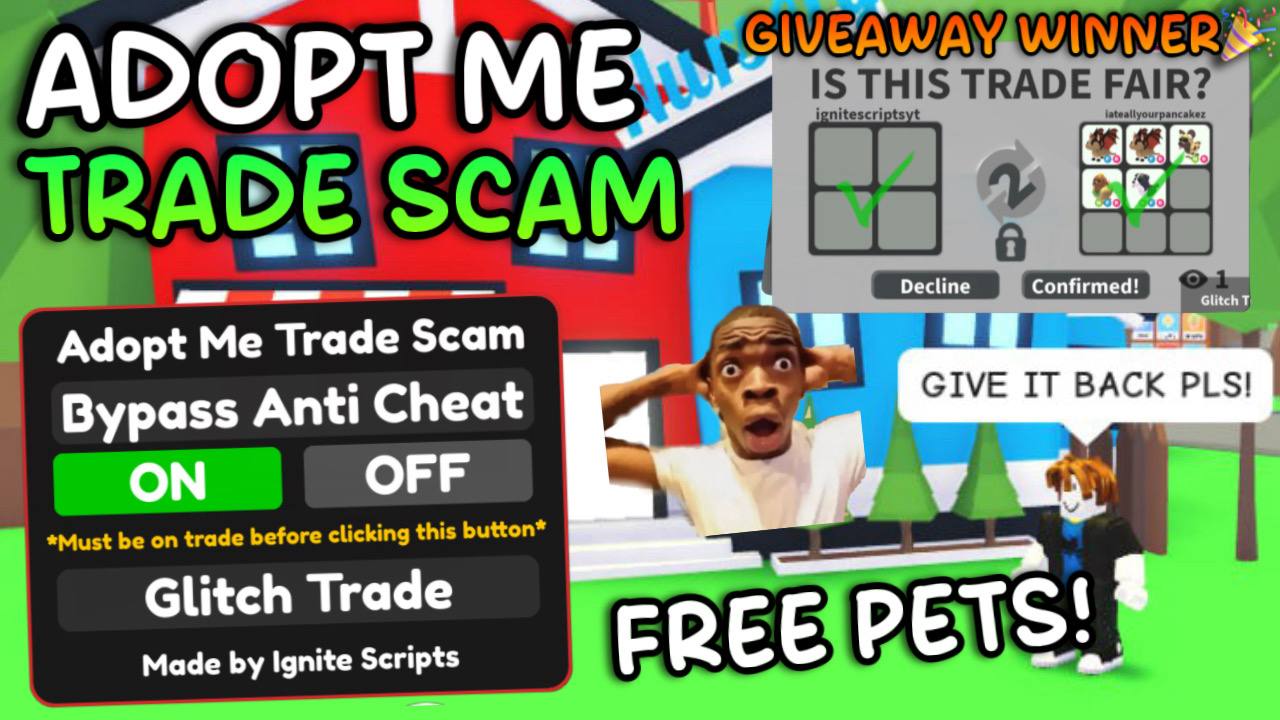 ADOPT ME
TRADE SCAM
GIVEAWAY WINNER
IS THIS TRADE FAIR?
ignitescriptsyt
iateallyourpancakez
2
Decline
Confirmed!
1
Glitch T
Nursery
Adopt Me Trade Scam
Bypass Anti Cheat
ON
OFF
*Must be on trade before clicking this button*
Glitch Trade
Made by Ignite Scripts
GIVE IT BACK PLS!
FREE PETS!